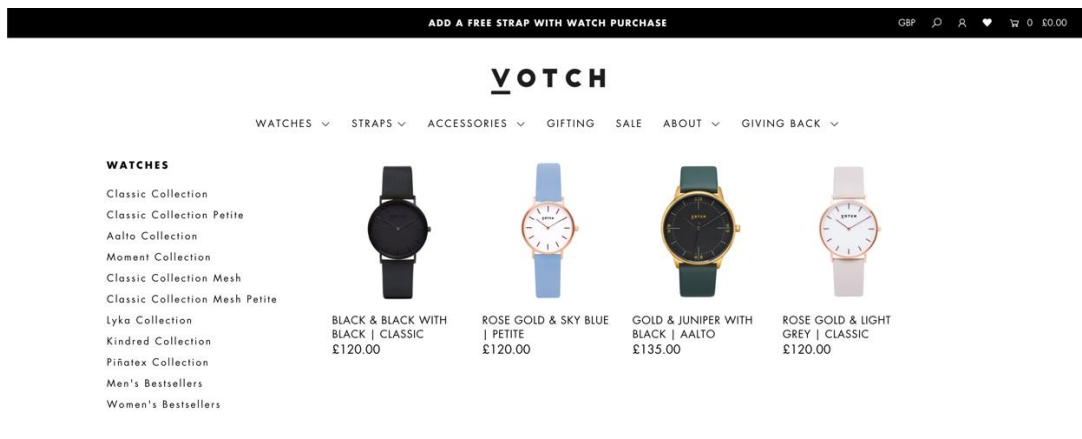 ADD A FREE STRAP WITH WATCH PURCHASE
GBP 0 £0.00
VOTCH
WATCHES STRAPS ACCESSORIES GIFTING SALE ABOUT GIVING BACK
WATCHES
Classic Collection
Classic Collection Petite
Aalto Collection
Moment Collection
Classic Collection Mesh
Classic Collection Mesh Petite
Lyka Collection
Kindred Collection
Piñatex Collection
Men's Bestsellers
Women's Bestsellers
BLACK & BLACK WITH
BLACK | CLASSIC
£120.00
VOTCH
ROSE GOLD & SKY BLUE
| PETITE
£120.00
VOTCH
GOLD & JUNIPER WITH
BLACK | AALTO
£135.00
VOTCH
ROSE GOLD & LIGHT
GREY | CLASSIC
£120.00